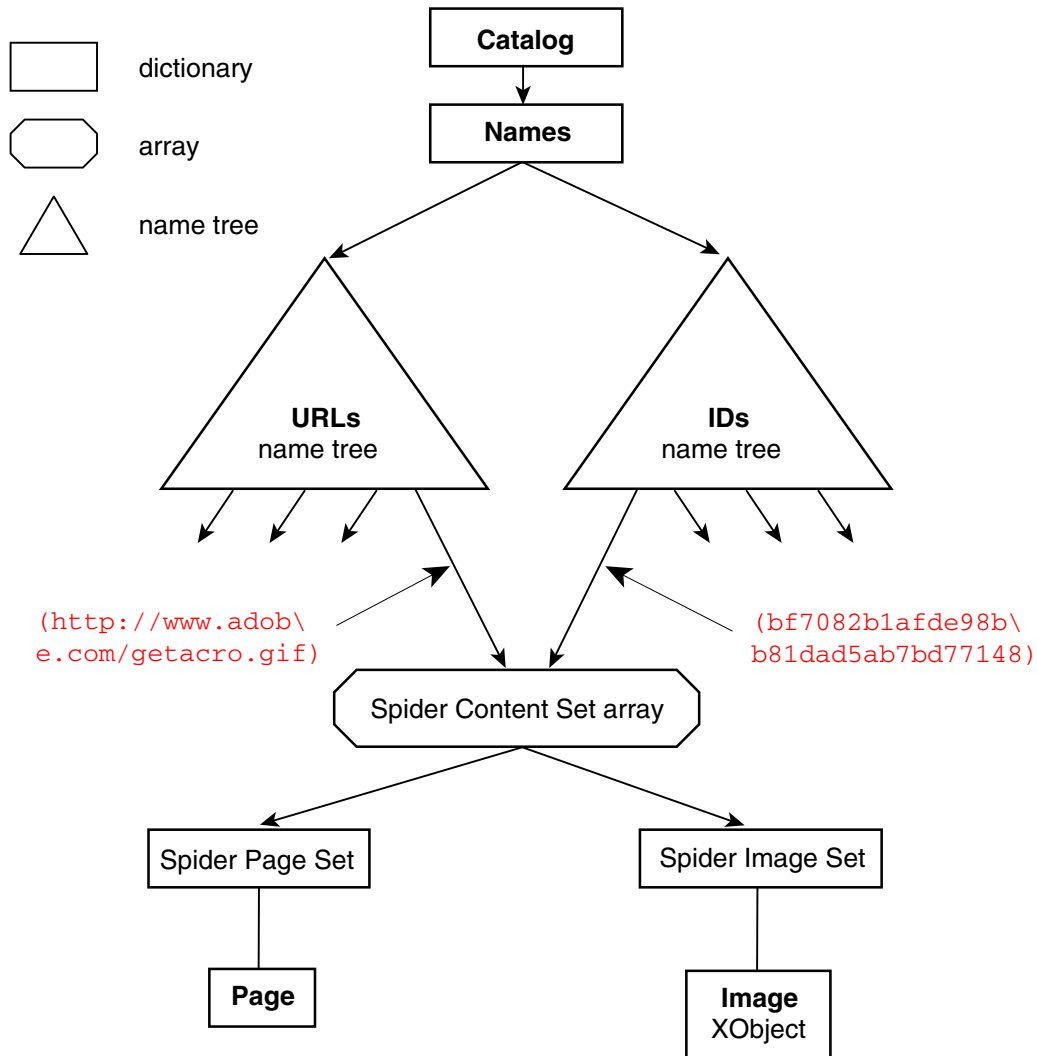 Catalog
dictionary
Names
array
name tree
URLs
name tree
IDs
name tree
(http://www.adob\
e.com/getacro.gif)
(bf7082b1afde98b\
b81dad5ab7bd77148)
Spider Content Set array
Spider Page Set
Spider Image Set
Page
Image
XObject